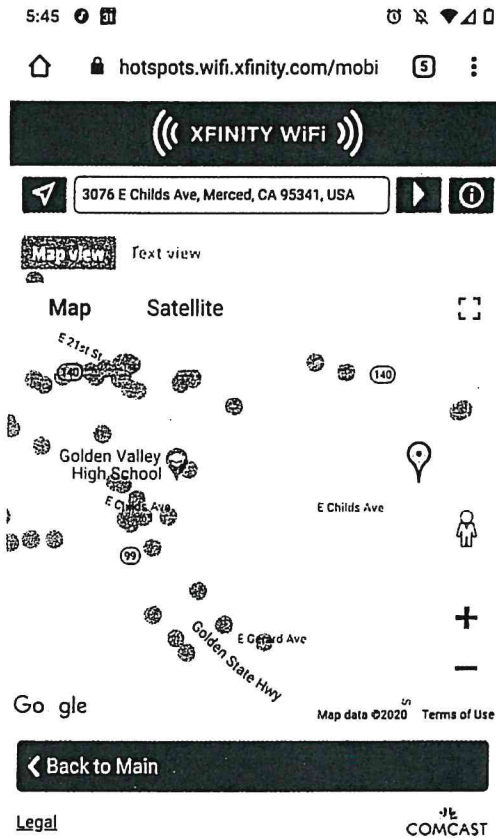 5:45 31
hotspots.wifi.xfinity.com/mobi 5
XFINITY WiFi
3076 E Childs Ave, Merced, CA 95341, USA
Map view Text view
Map Satellite
E 21st St
140 140
Golden Valley
High School
E Childs Ave
E Childs Ave
99
E Gerard Ave
Golden State Hwy
Go gle
Map data ©2020 Terms of Use
Back to Main
Legal
COMCAST